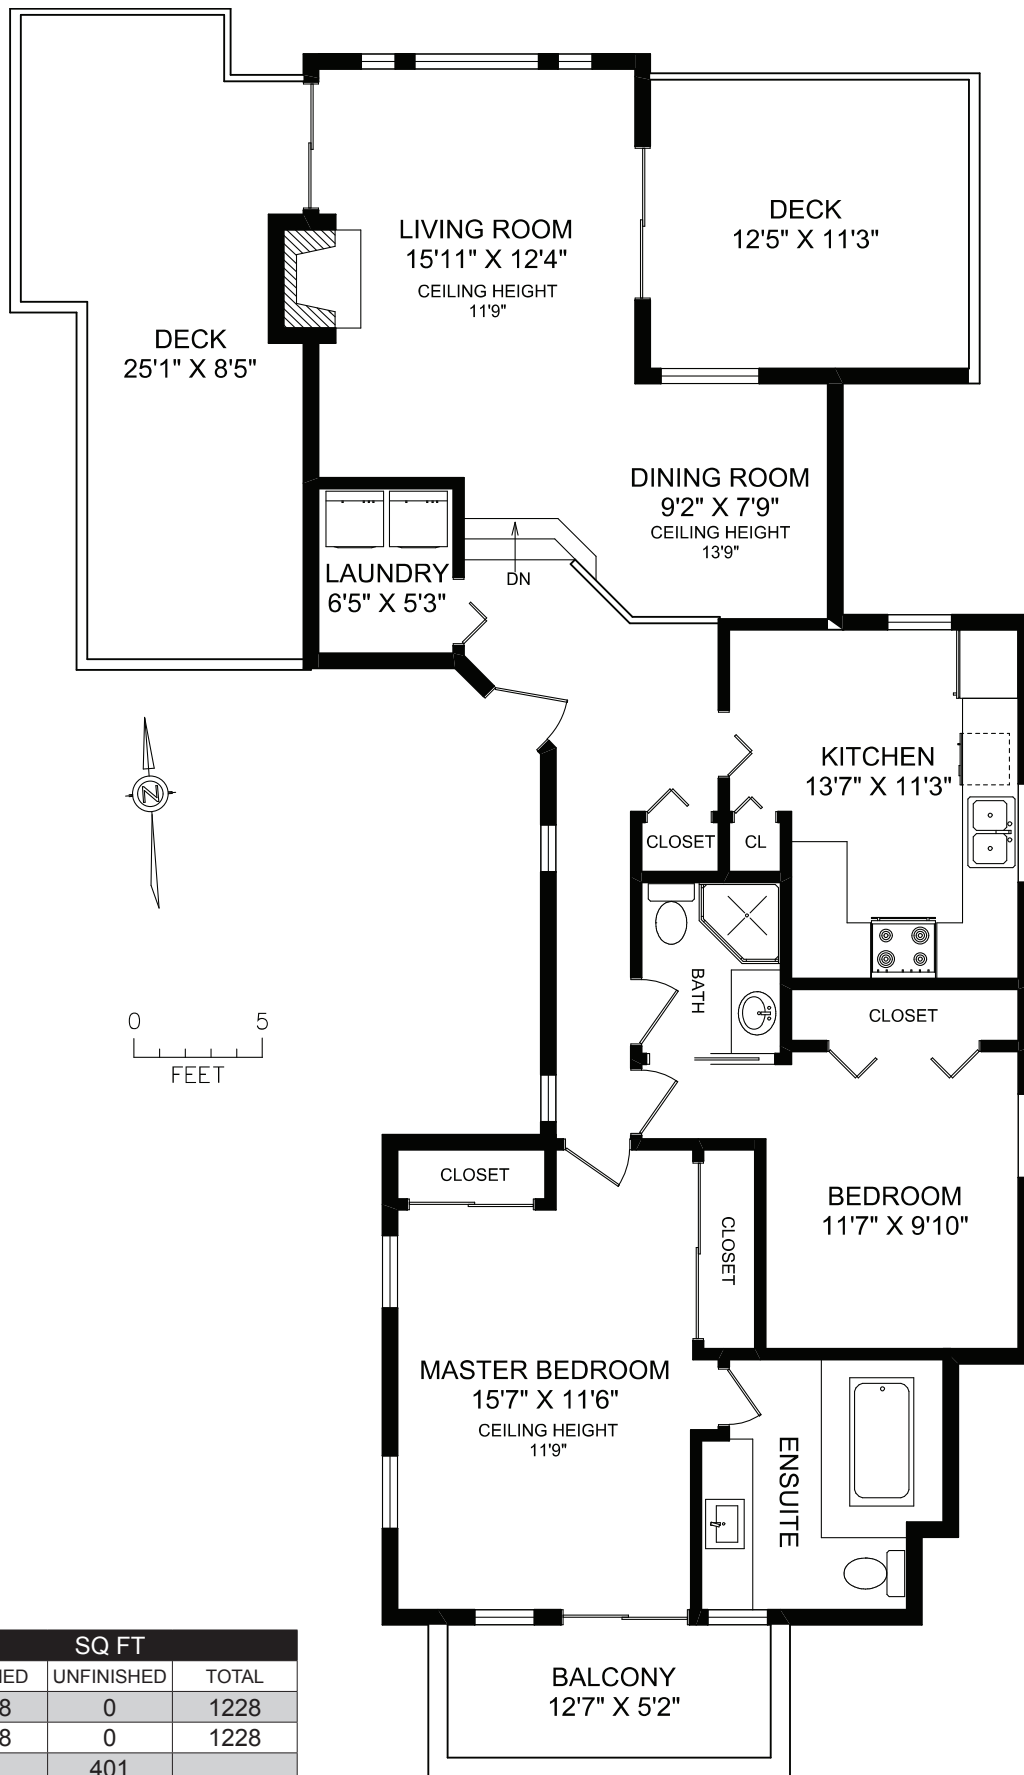 DECK
12'5" X 11'3"
LIVING ROOM
15'11" X 12'4"
CEILING HEIGHT
11'9"
DECK
25'1" X 8'5"
DINING ROOM
9'2" X 7'9"
CEILING HEIGHT
13'9"
LAUNDRY
6'5" X 5'3"
DN
KITCHEN
13'7" X 11'3"
N
CLOSET
CL
BATH
CLOSET
0 5
FEET
CLOSET
BEDROOM
11'7" X 9'10"
CLOSET
MASTER BEDROOM
15'7" X 11'6"
CEILING HEIGHT
11'9"
ENSUITE
BALCONY
12'7" X 5'2"
SQ FT
HED UNFINISHED TOTAL
8 0 1228
8 0 1228
401